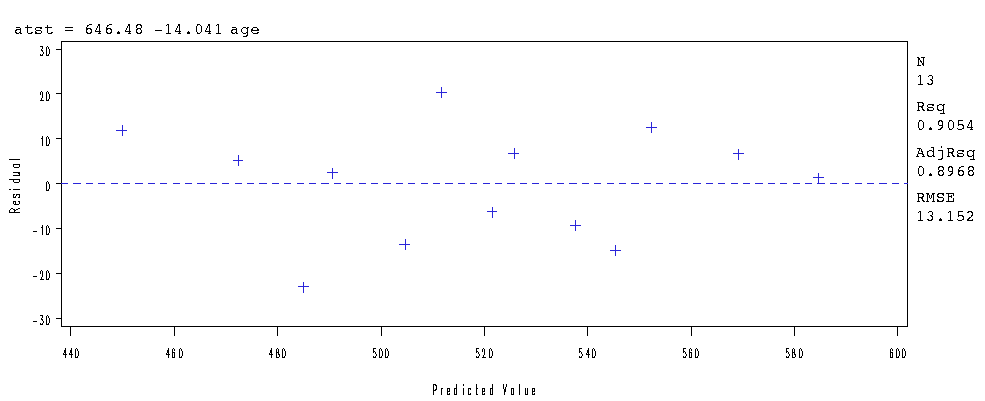 atst = 646.48 -14.041 age
30
20
10
0
-10
-20
-30
Residual
440 460 480 500 520 540 560 580 600
Predicted Value
N
13
Rsq
0.9054
AdjRsq
0.8968
RMSE
13.152